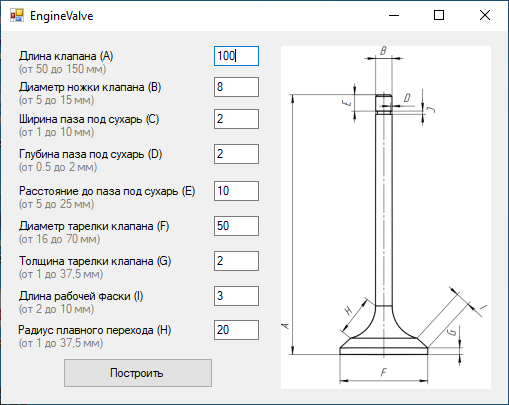 EngineValve
Длина клапана (A)
100
(от 50 до 150 мм)
Диаметр ножки клапана (B)
8
(от 5 до 15 мм)
Ширина паза под сухарь (C)
2
(от 1 до 10 мм)
Глубина паза под сухарь (D)
2
(от 0.5 до 2 мм)
Расстояние до паза под сухарь (E)
10
(от 5 до 25 мм)
Диаметр тарелки клапана (F)
50
(от 16 до 70 мм)
Толщина тарелки клапана (G)
2
(от 1 до 37,5 мм)
Длина рабочей фаски (I)
3
(от 2 до 10 мм)
Радиус плавного перехода (H)
20
(от 1 до 37,5 мм)
Построить
B
E
D
J
H
I
A
G
F